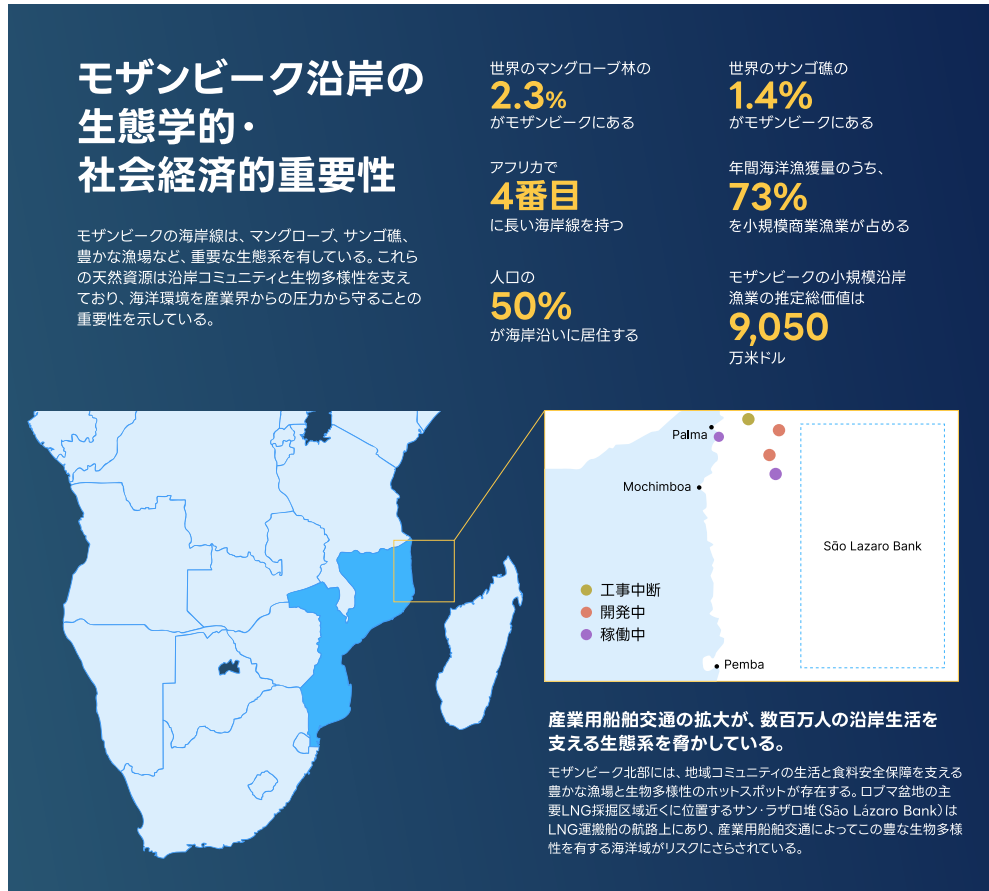 モザンビーク沿岸の
生態学的・
社会経済的重要性
モザンビークの海岸線は、マングローブ、サンゴ礁、
豊かな漁場など、重要な生態系を有している。これら
の天然資源は沿岸コミュニティと生物多様性を支え
ており、海洋環境を産業界からの圧力から守ることの
重要性を示している。
世界のマングローブ林の
2.3%
がモザンビークにある
世界のサンゴ礁の
1.4%
がモザンビークにある
アフリカで
4番目
に長い海岸線を持つ
年間海洋漁獲量のうち、
73%
を小規模商業漁業が占める
人口の
50%
が海岸沿いに居住する
モザンビークの小規模沿岸
漁業の推定総価値は
9,050
万米ドル
Palma
Mochimboa
São Lazaro Bank
工事中断
開発中
稼働中
Pemba
産業用船舶交通の拡大が、数百万人の沿岸生活を
支える生態系を脅かしている。
モザンビーク北部には、地域コミュニティの生活と食料安全保障を支える
豊かな漁場と生物多様性のホットスポットが存在する。ロブマ盆地の主
要LNG採掘区域近くに位置するサン・ラザロ堆（São Lázaro Bank）は
LNG運搬船の航路上にあり、産業用船舶交通によってこの豊な生物多様
性を有する海洋域がリスクにさらされている。